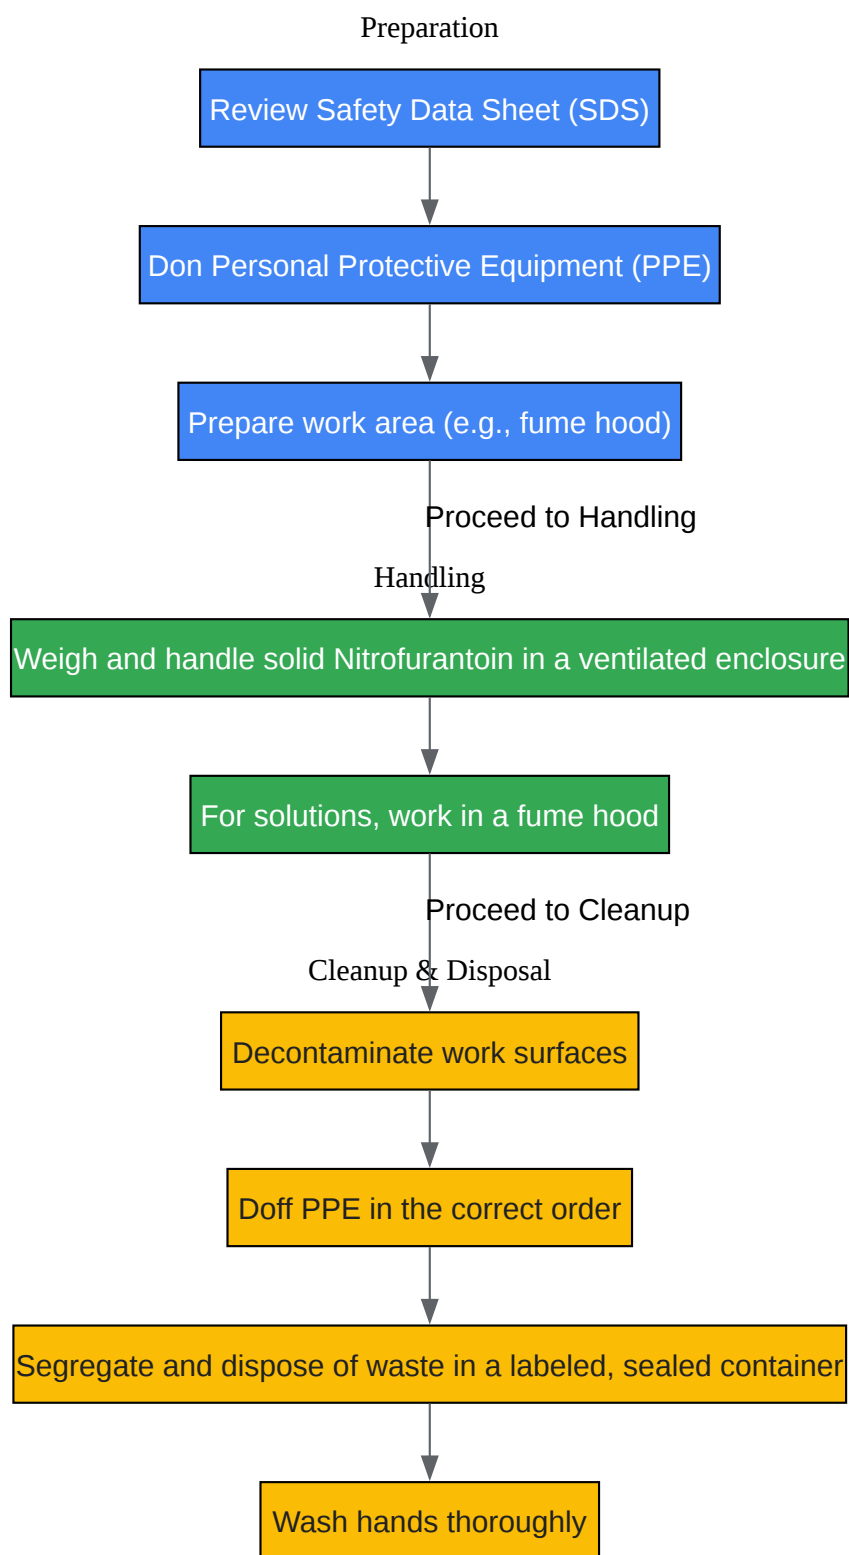 Preparation
Review Safety Data Sheet (SDS)
Don Personal Protective Equipment (PPE)
Prepare work area (e.g., fume hood)
Proceed to Handling
Handling
Weigh and handle solid Nitrofurantoin in a ventilated enclosure
For solutions, work in a fume hood
Proceed to Cleanup
Cleanup & Disposal
Decontaminate work surfaces
Doff PPE in the correct order
Segregate and dispose of waste in a labeled, sealed container
Wash hands thoroughly